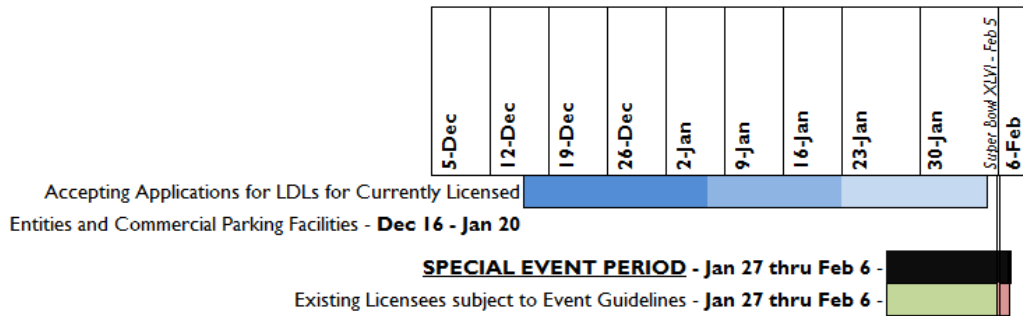 5-Dec
12-Dec
19-Dec
26-Dec
2-Jan
9-Jan
16-Jan
23-Jan
30-Jan
Super Bowl XLVI - Feb 5
6-Feb
Accepting Applications for LDLs for Currently Licensed
Entities and Commercial Parking Facilities - Dec 16 - Jan 20
SPECIAL EVENT PERIOD - Jan 27 thru Feb 6 -
Existing Licensees subject to Event Guidelines - Jan 27 thru Feb 6 -